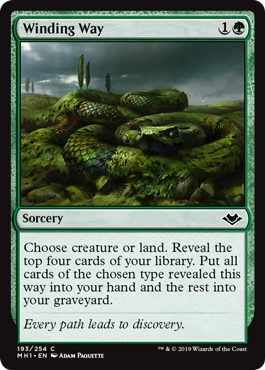 Winding Way 1
Sorcery
Choose creature or land. Reveal the
top four cards of your library. Put all
cards of the chosen type revealed this
way into your hand and the rest into
your graveyard.
Every path leads to discovery.
193/254 C
MH1 • EN Adam Paquette ™ & © 2019 Wizards of the Coast